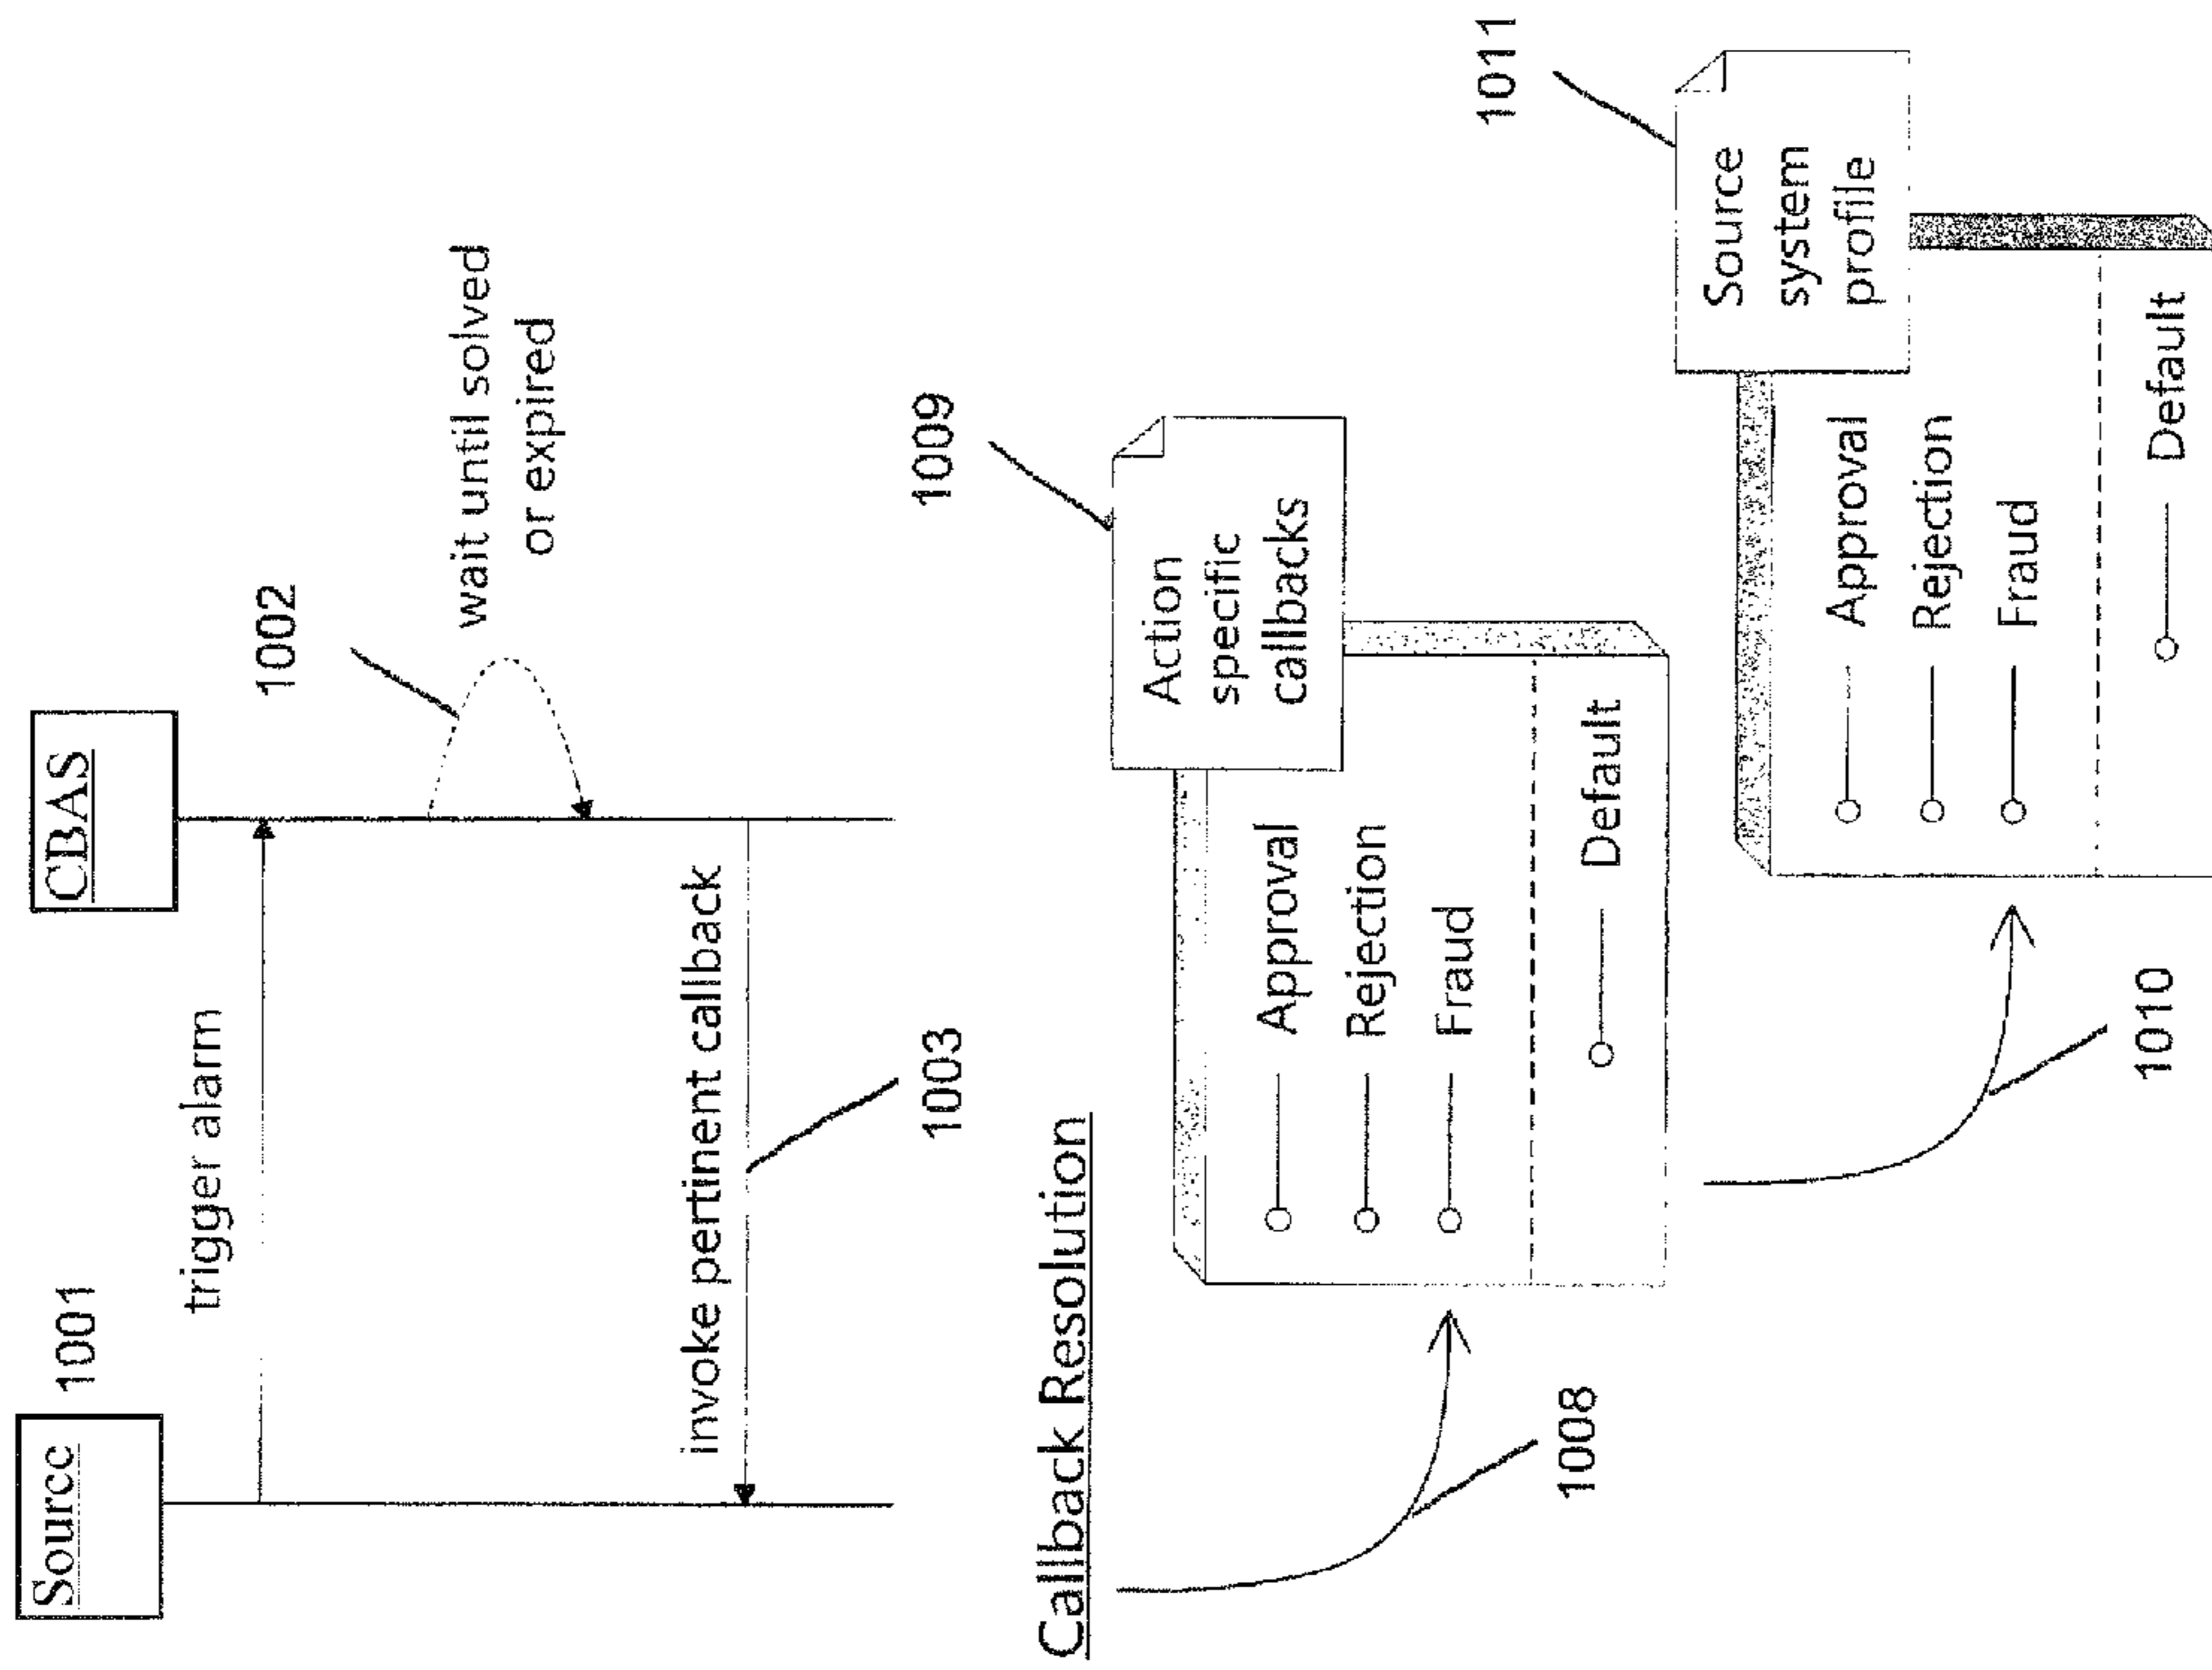 Source
1001
CBAS
trigger alarm
1002
wait until solved
or expired
invoke pertinent callback
1003
Callback Resolution
1008
1009
Action
specific
callbacks
Approval
Rejection
Fraud
Default
1010
1011
Source
system
profile
Approval
Rejection
Fraud
Default